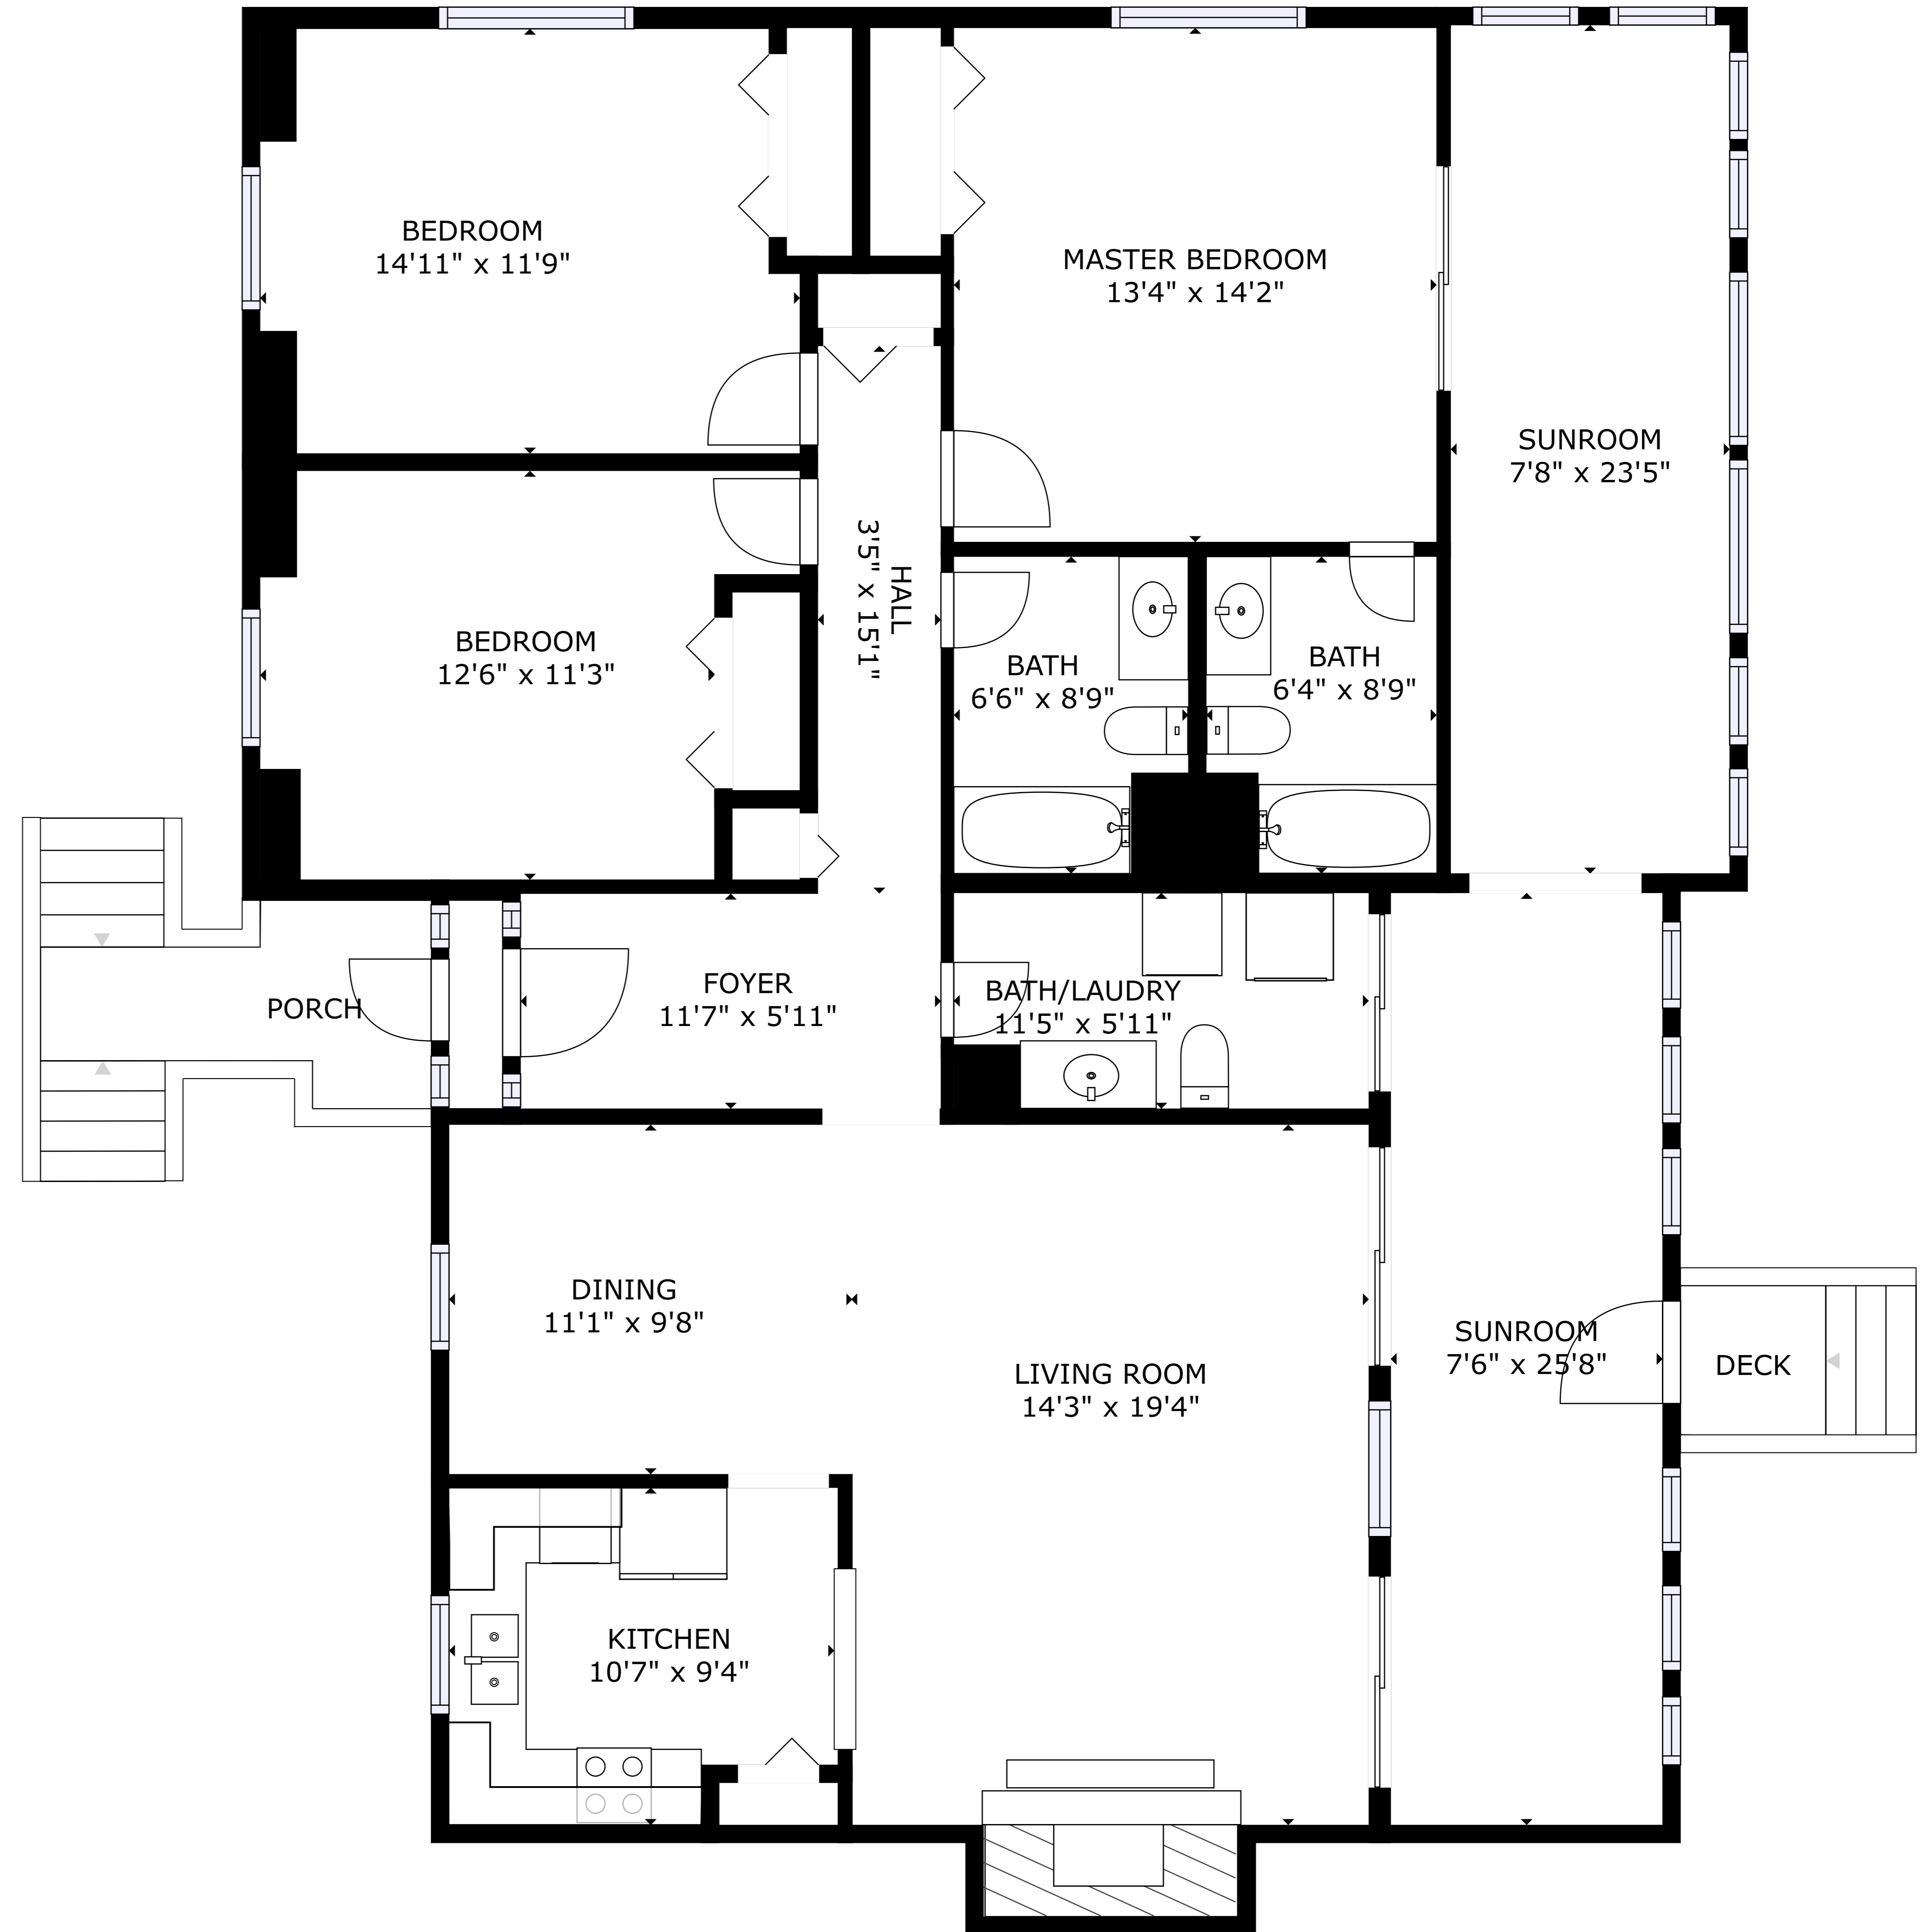 BEDROOM
14'11" x 11'9"
MASTER BEDROOM
13'4" x 14'2"
SUNROOM
7'8" x 23'5"
HALL
3'5" x 15'1"
BEDROOM
12'6" x 11'3"
BATH
6'6" x 8'9"
BATH
6'4" x 8'9"
PORCH
FOYER
11'7" x 5'11"
BATH/LAUDRY
11'5" x 5'11"
DINING
11'1" x 9'8"
LIVING ROOM
14'3" x 19'4"
SUNROOM
7'6" x 25'8"
DECK
KITCHEN
10'7" x 9'4"